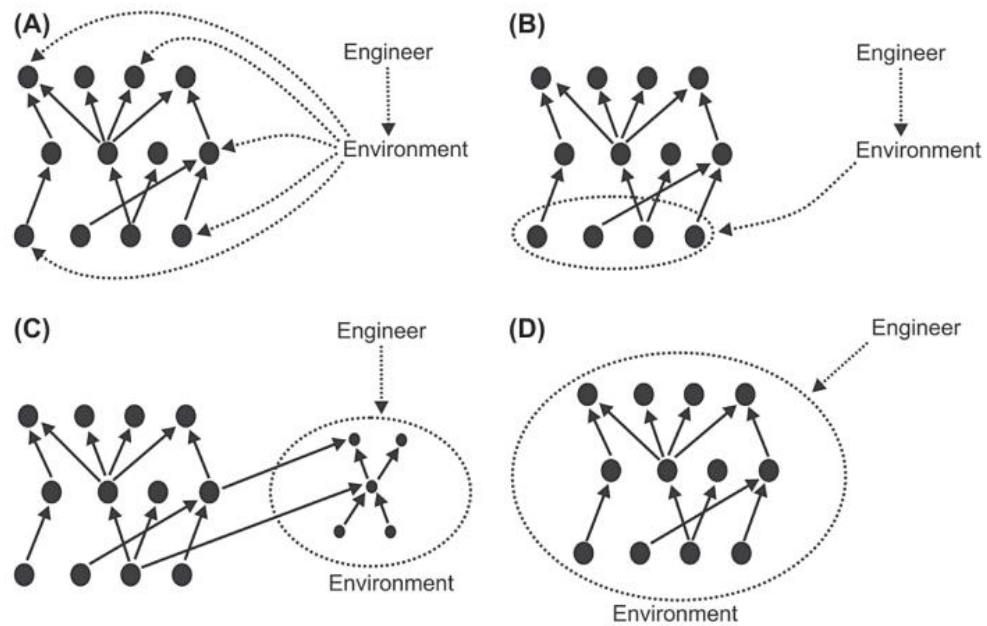 (A)
Engineer
Environment
(B)
Engineer
Environment
(C)
Engineer
Environment
(D)
Engineer
Environment